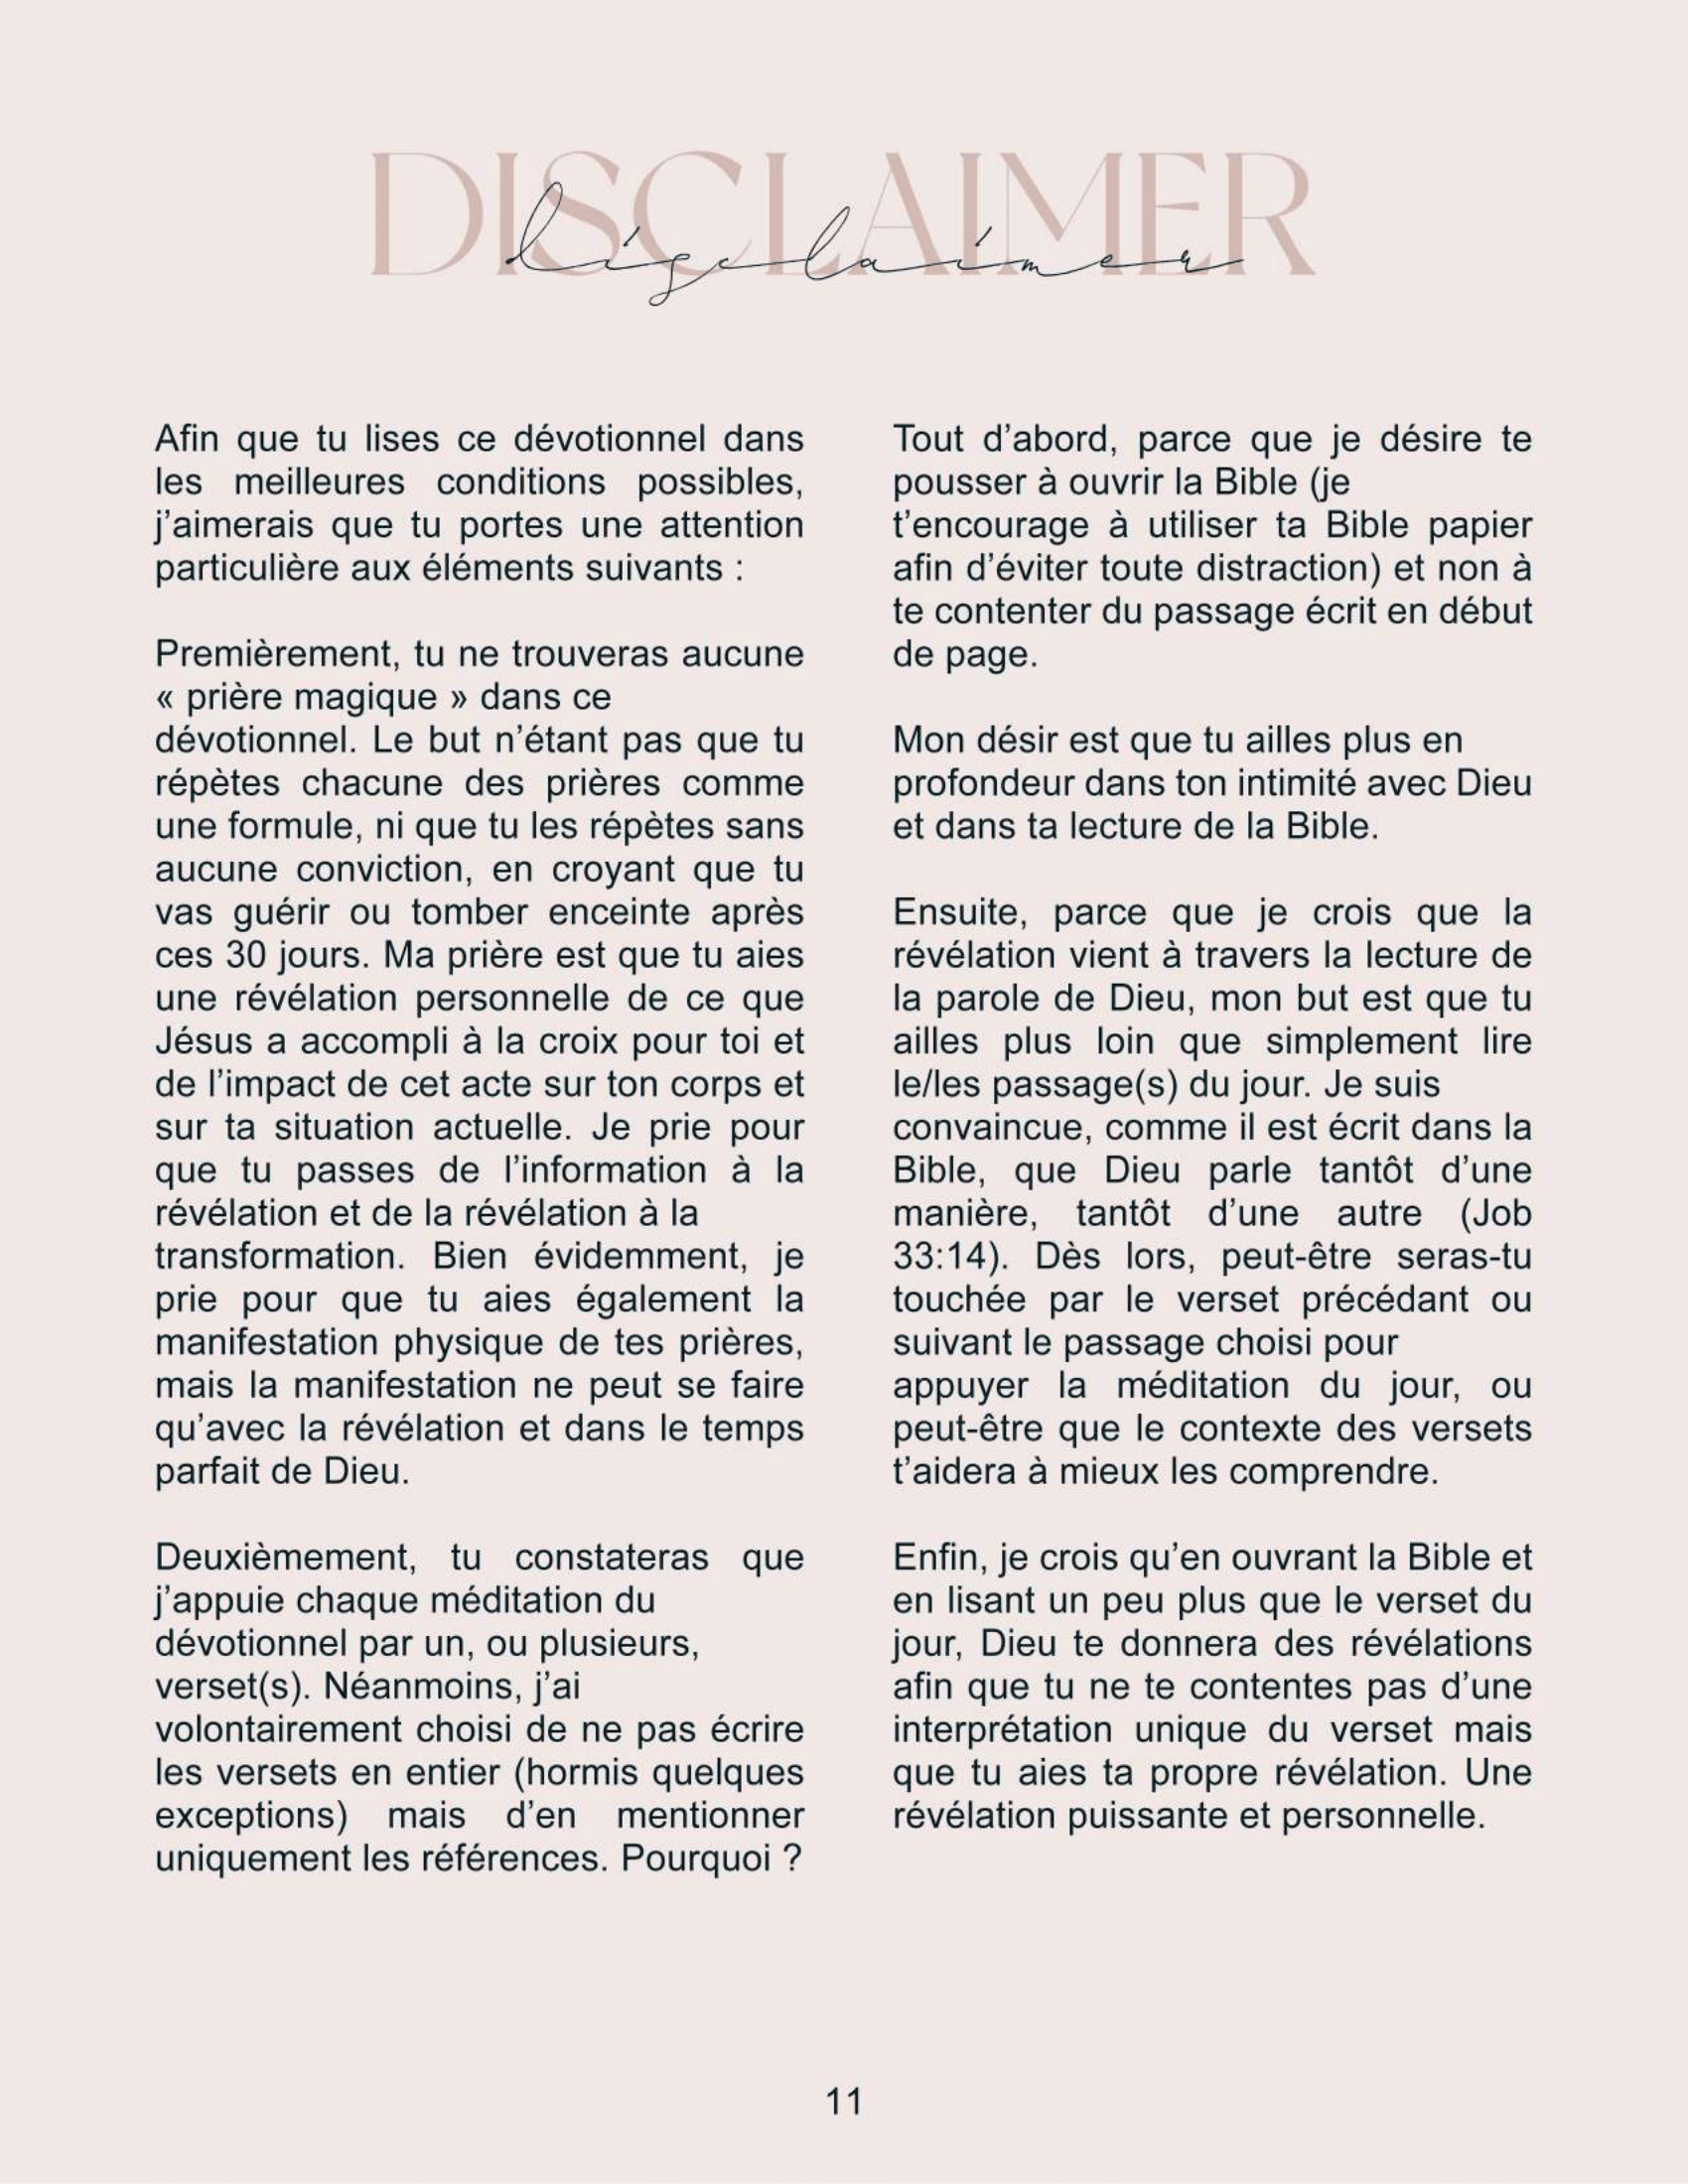 DISCLAIMER
disclaimer
Afin que tu lises ce dévotionnel dans
les meilleures conditions possibles,
j’aimerais que tu portes une attention
particulière aux éléments suivants :
Premièrement, tu ne trouveras aucune
« prière magique » dans ce
dévotionnel. Le but n’étant pas que tu
répètes chacune des prières comme
une formule, ni que tu les répètes sans
aucune conviction, en croyant que tu
vas guérir ou tomber enceinte après
ces 30 jours. Ma prière est que tu aies
une révélation personnelle de ce que
Jésus a accompli à la croix pour toi et
de l’impact de cet acte sur ton corps et
sur ta situation actuelle. Je prie pour
que tu passes de l’information à la
révélation et de la révélation à la
transformation. Bien évidemment, je
prie pour que tu aies également la
manifestation physique de tes prières,
mais la manifestation ne peut se faire
qu’avec la révélation et dans le temps
parfait de Dieu.
Deuxièmement, tu constateras que
j’appuie chaque méditation du
dévotionnel par un, ou plusieurs,
verset(s). Néanmoins, j’ai
volontairement choisi de ne pas écrire
les versets en entier (hormis quelques
exceptions) mais d’en mentionner
uniquement les références. Pourquoi ?
Tout d’abord, parce que je désire te
pousser à ouvrir la Bible (je
t’encourage à utiliser ta Bible papier
afin d’éviter toute distraction) et non à
te contenter du passage écrit en début
de page.
Mon désir est que tu ailles plus en
profondeur dans ton intimité avec Dieu
et dans ta lecture de la Bible.
Ensuite, parce que je crois que la
révélation vient à travers la lecture de
la parole de Dieu, mon but est que tu
ailles plus loin que simplement lire
le/les passage(s) du jour. Je suis
convaincue, comme il est écrit dans la
Bible, que Dieu parle tantôt d’une
manière, tantôt d’une autre (Job
33:14). Dès lors, peut-être seras-tu
touchée par le verset précédant ou
suivant le passage choisi pour
appuyer la méditation du jour, ou
peut-être que le contexte des versets
t’aidera à mieux les comprendre.
Enfin, je crois qu’en ouvrant la Bible et
en lisant un peu plus que le verset du
jour, Dieu te donnera des révélations
afin que tu ne te contentes pas d’une
interprétation unique du verset mais
que tu aies ta propre révélation. Une
révélation puissante et personnelle.
11